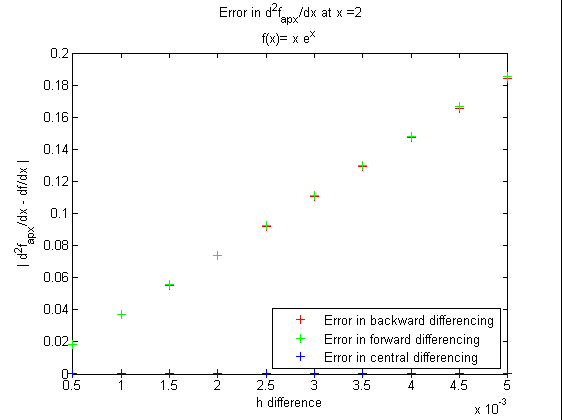 Error in d²f_apx/dx at x =2
f(x)= x e^x
| d²f_apx/dx - df/dx |
0.2
0.18
0.16
0.14
0.12
0.1
0.08
0.06
0.04
0.02
0
Error in backward differencing
Error in forward differencing
Error in central differencing
0.5 1 1.5 2 2.5 3 3.5 4 4.5 5
h difference
x 10^-3